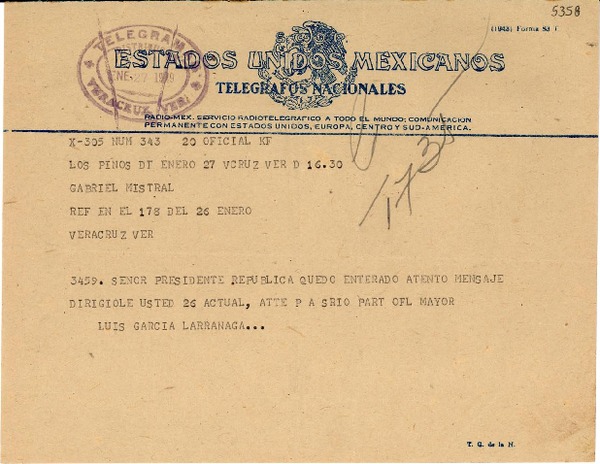 5358
(1948) Forma 53 T
TELEGRAMAS
ENE 27 1949
VERACRUZ, VER.
ESTADOS UNIDOS MEXICANOS
TELEGRAFOS NACIONALES
RADIO-MEX. SERVICIO RADIOTELEGRAFICO A TODO EL MUNDO; COMUNICACION
PERMANENTE CON ESTADOS UNIDOS, EUROPA, CENTRO Y SUD-AMERICA.
X-305 NUM 343 20 OFICIAL KF
LOS PINOS DF ENERO 27 VCRUZ VER D 16.30
GABRIEL MISTRAL
REF EN EL 178 DEL 26 ENERO
VERACRUZ VER
1735
3459. SENOR PRESIDENTE REPUBLICA QUEDO ENTERADO ATENTO MENSAJE
DIRIGIOLE USTED 26 ACTUAL, ATTE P A SRIO PART OFL MAYOR
LUIS GARCIA LARRANAGA...
T. G. de la N.